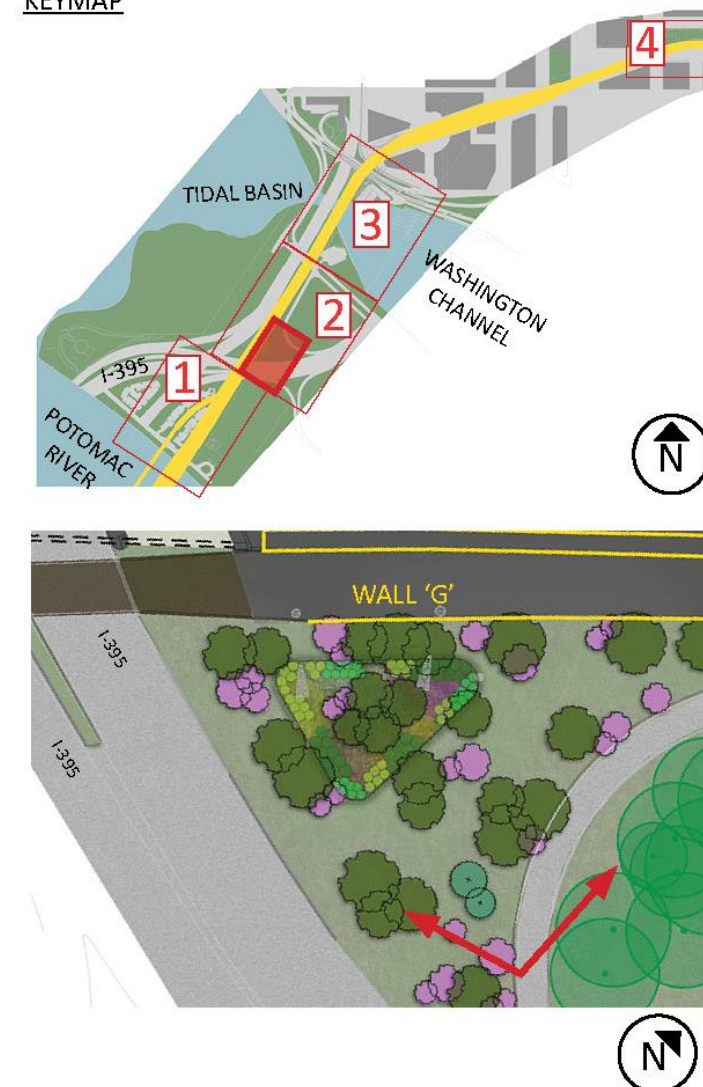 KEYMAP
4
TIDAL BASIN
3
WASHINGTON
CHANNEL
2
I-395
1
POTOMAC
RIVER
N
WALL 'G'
I-395
I-395
N